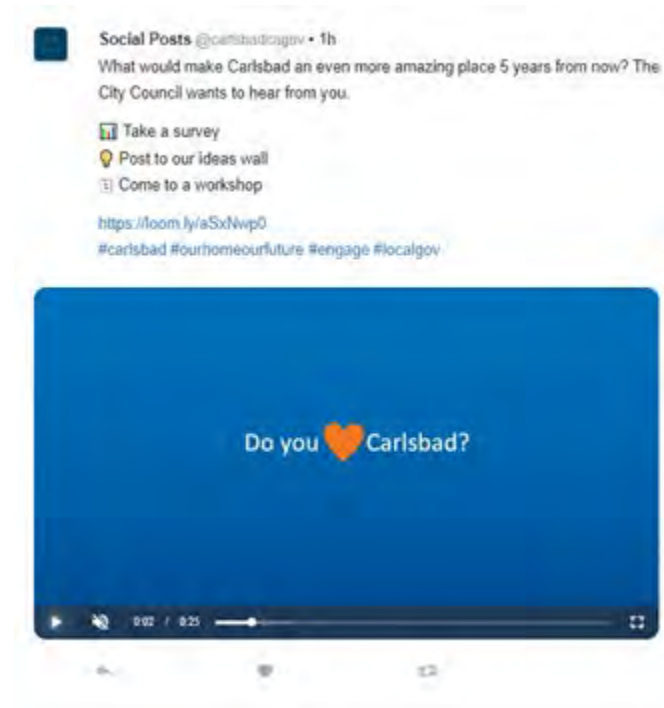 Social Posts @carlsbadcagov • 1h
What would make Carlsbad an even more amazing place 5 years from now? The
City Council wants to hear from you.
📊 Take a survey
💡 Post to our ideas wall
🗓 Come to a workshop
https://loom.ly/aSxNwp0
#carlsbad #ourhomeourfuture #engage #localgov
Do you 🧡 Carlsbad?
0:02 / 0:25